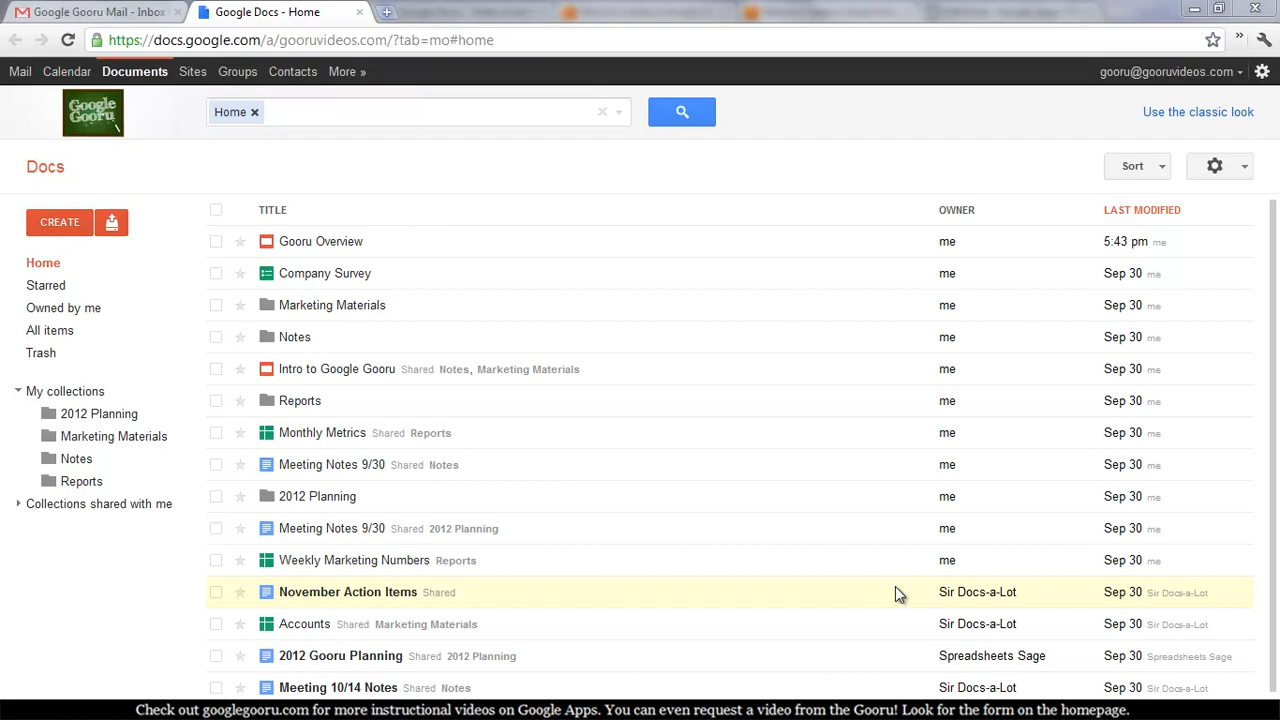 Google Gooru Mail - Inbox
Google Docs - Home
https://docs.google.com/a/gooruvideos.com/?tab=mo#home
Mail Calendar Documents Sites Groups Contacts More »
gooru@gooruvideos.com
Google Gooru
Home
Use the classic look
Docs
Sort
CREATE
Home
Starred
Owned by me
All items
Trash
My collections
2012 Planning
Marketing Materials
Notes
Reports
Collections shared with me
TITLE OWNER LAST MODIFIED
Gooru Overview me 5:43 pm me
Company Survey me Sep 30 me
Marketing Materials me Sep 30 me
Notes me Sep 30 me
Intro to Google Gooru Shared Notes, Marketing Materials me Sep 30 me
Reports me Sep 30 me
Monthly Metrics Shared Reports me Sep 30 me
Meeting Notes 9/30 Shared Notes me Sep 30 me
2012 Planning me Sep 30 me
Meeting Notes 9/30 Shared 2012 Planning me Sep 30 me
Weekly Marketing Numbers Reports me Sep 30 me
November Action Items Shared Sir Docs-a-Lot Sep 30 Sir Docs-a-Lot
Accounts Shared Marketing Materials Sir Docs-a-Lot Sep 30 Sir Docs-a-Lot
2012 Gooru Planning Shared 2012 Planning Spreadsheets Sage Sep 30 Spreadsheets Sage
Meeting 10/14 Notes Shared Notes Sir Docs-a-Lot Sep 30 Sir Docs-a-Lot
Check out googlegooru.com for more instructional videos on Google Apps. You can even request a video from the Gooru! Look for the form on the homepage.